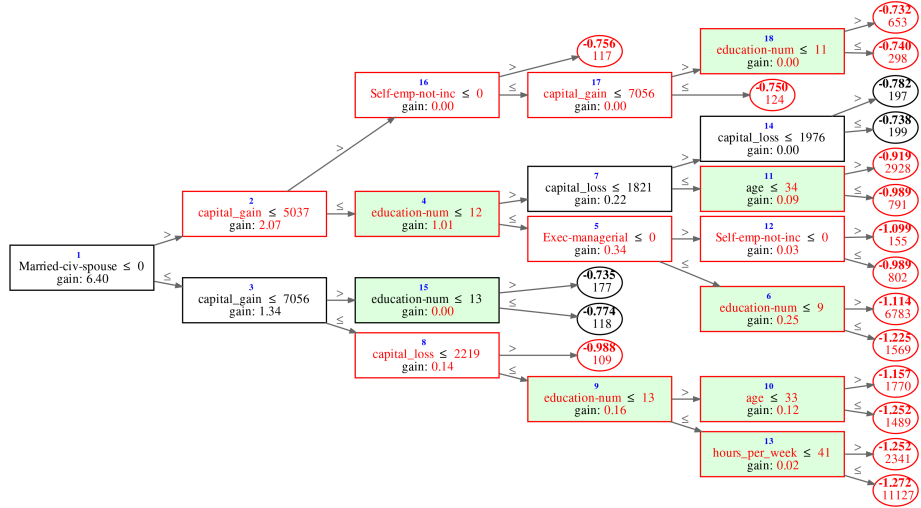 1
Married-civ-spouse ≤ 0
gain: 6.40
>
≤
2
capital_gain ≤ 5037
gain: 2.07
>
≤
3
capital_gain ≤ 7056
gain: 1.34
>
≤
16
Self-emp-not-inc ≤ 0
gain: 0.00
>
≤
4
education-num ≤ 12
gain: 1.01
>
≤
15
education-num ≤ 13
gain: 0.00
>
≤
8
capital_loss ≤ 2219
gain: 0.14
>
≤
-0.756
117
17
capital_gain ≤ 7056
gain: 0.00
>
≤
7
capital_loss ≤ 1821
gain: 0.22
>
≤
5
Exec-managerial ≤ 0
gain: 0.34
>
≤
-0.735
177
-0.774
118
-0.988
109
9
education-num ≤ 13
gain: 0.16
>
≤
18
education-num ≤ 11
gain: 0.00
>
≤
-0.750
124
14
capital_loss ≤ 1976
gain: 0.00
>
≤
11
age ≤ 34
gain: 0.09
>
≤
12
Self-emp-not-inc ≤ 0
gain: 0.03
>
≤
6
education-num ≤ 9
gain: 0.25
>
≤
10
age ≤ 33
gain: 0.12
>
≤
13
hours_per_week ≤ 41
gain: 0.02
>
≤
-0.732
653
-0.740
298
-0.782
197
-0.738
199
-0.919
2928
-0.989
791
-1.099
155
-0.989
802
-1.114
6783
-1.225
1569
-1.157
1770
-1.252
1489
-1.252
2341
-1.272
11127